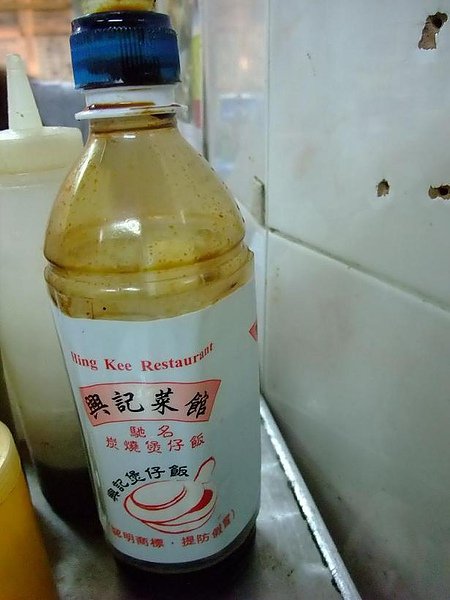 Hing Kee Restaurant
興記菜館
馳名
炭燒煲仔飯
興記煲仔飯
認明商標·提防假冒